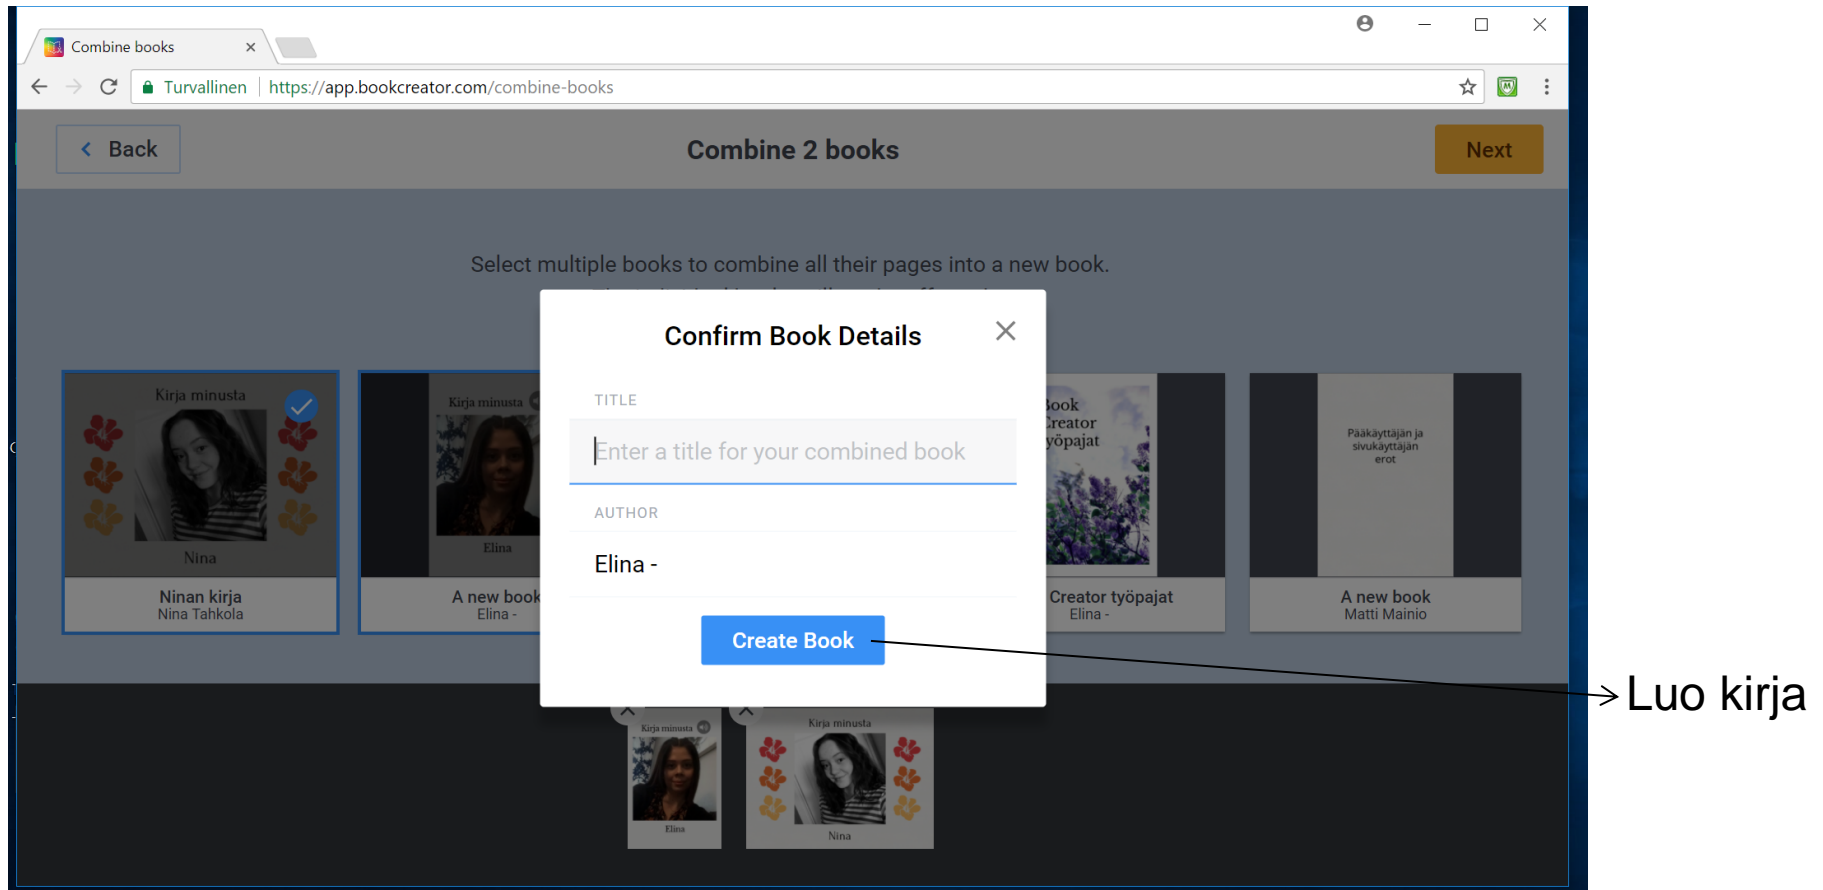 Combine books
Turvallinen https://app.bookcreator.com/combine-books
Back
Combine 2 books
Next
Select multiple books to combine all their pages into a new book.
Confirm Book Details
TITLE
Enter a title for your combined book
AUTHOR
Elina -
Create Book
Luo kirja
Kirja minusta
Nina
Ninan kirja
Nina Tahkola
Kirja minusta
Elina
A new book
Elina -
Book
Creator
työpajat
Creator työpajat
Elina -
Pääkäyttäjän ja
sivukäyttäjän
erot
A new book
Matti Mainio
Kirja minusta
Elina
Kirja minusta
Nina